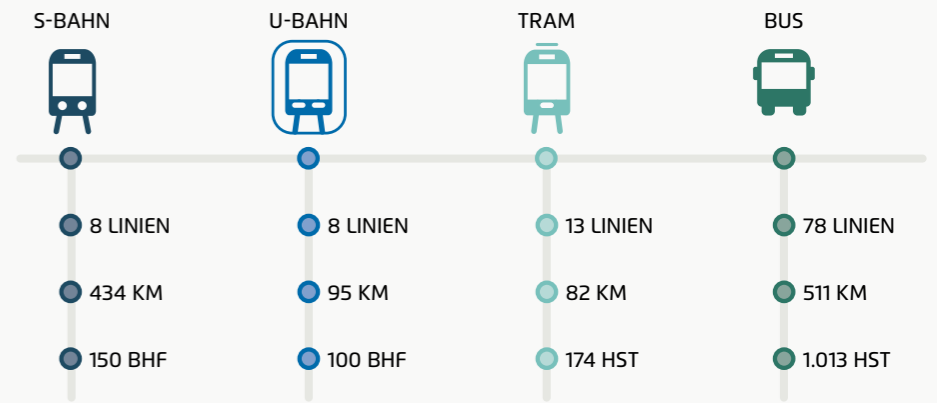 S-BAHN
U-BAHN
TRAM
BUS
8 LINIEN
8 LINIEN
13 LINIEN
78 LINIEN
434 KM
95 KM
82 KM
511 KM
150 BHF
100 BHF
174 HST
1.013 HST